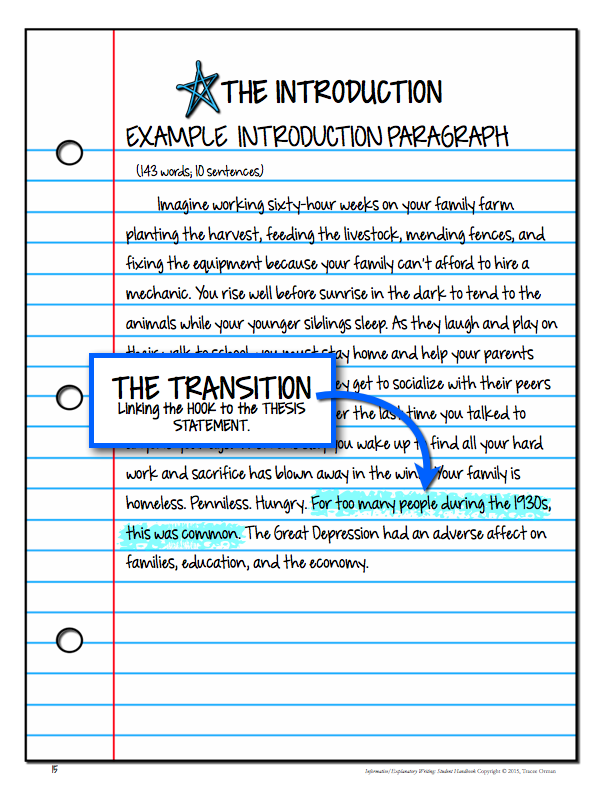 THE INTRODUCTION
EXAMPLE INTRODUCTION PARAGRAPH
(143 words; 10 sentences)
Imagine working sixty-hour weeks on your family farm
planting the harvest, feeding the livestock, mending fences, and
fixing the equipment because your family can't afford to hire a
mechanic. You rise well before sunrise in the dark to tend to the
animals while your younger siblings sleep. As they laugh and play on
their walk to school, you must stay home and help your parents
get to socialize with their peers
the last time you talked to
you wake up to find all your hard
work and sacrifice has blown away in the wind. Your family is
homeless. Penniless. Hungry. For too many people during the 1930s,
this was common. The Great Depression had an adverse affect on
families, education, and the economy.
THE TRANSITION
Linking the HOOK to the THESIS
STATEMENT.
15
Informative/Explanatory Writing: Student Handbook Copyright © 2015, Tracee Orman